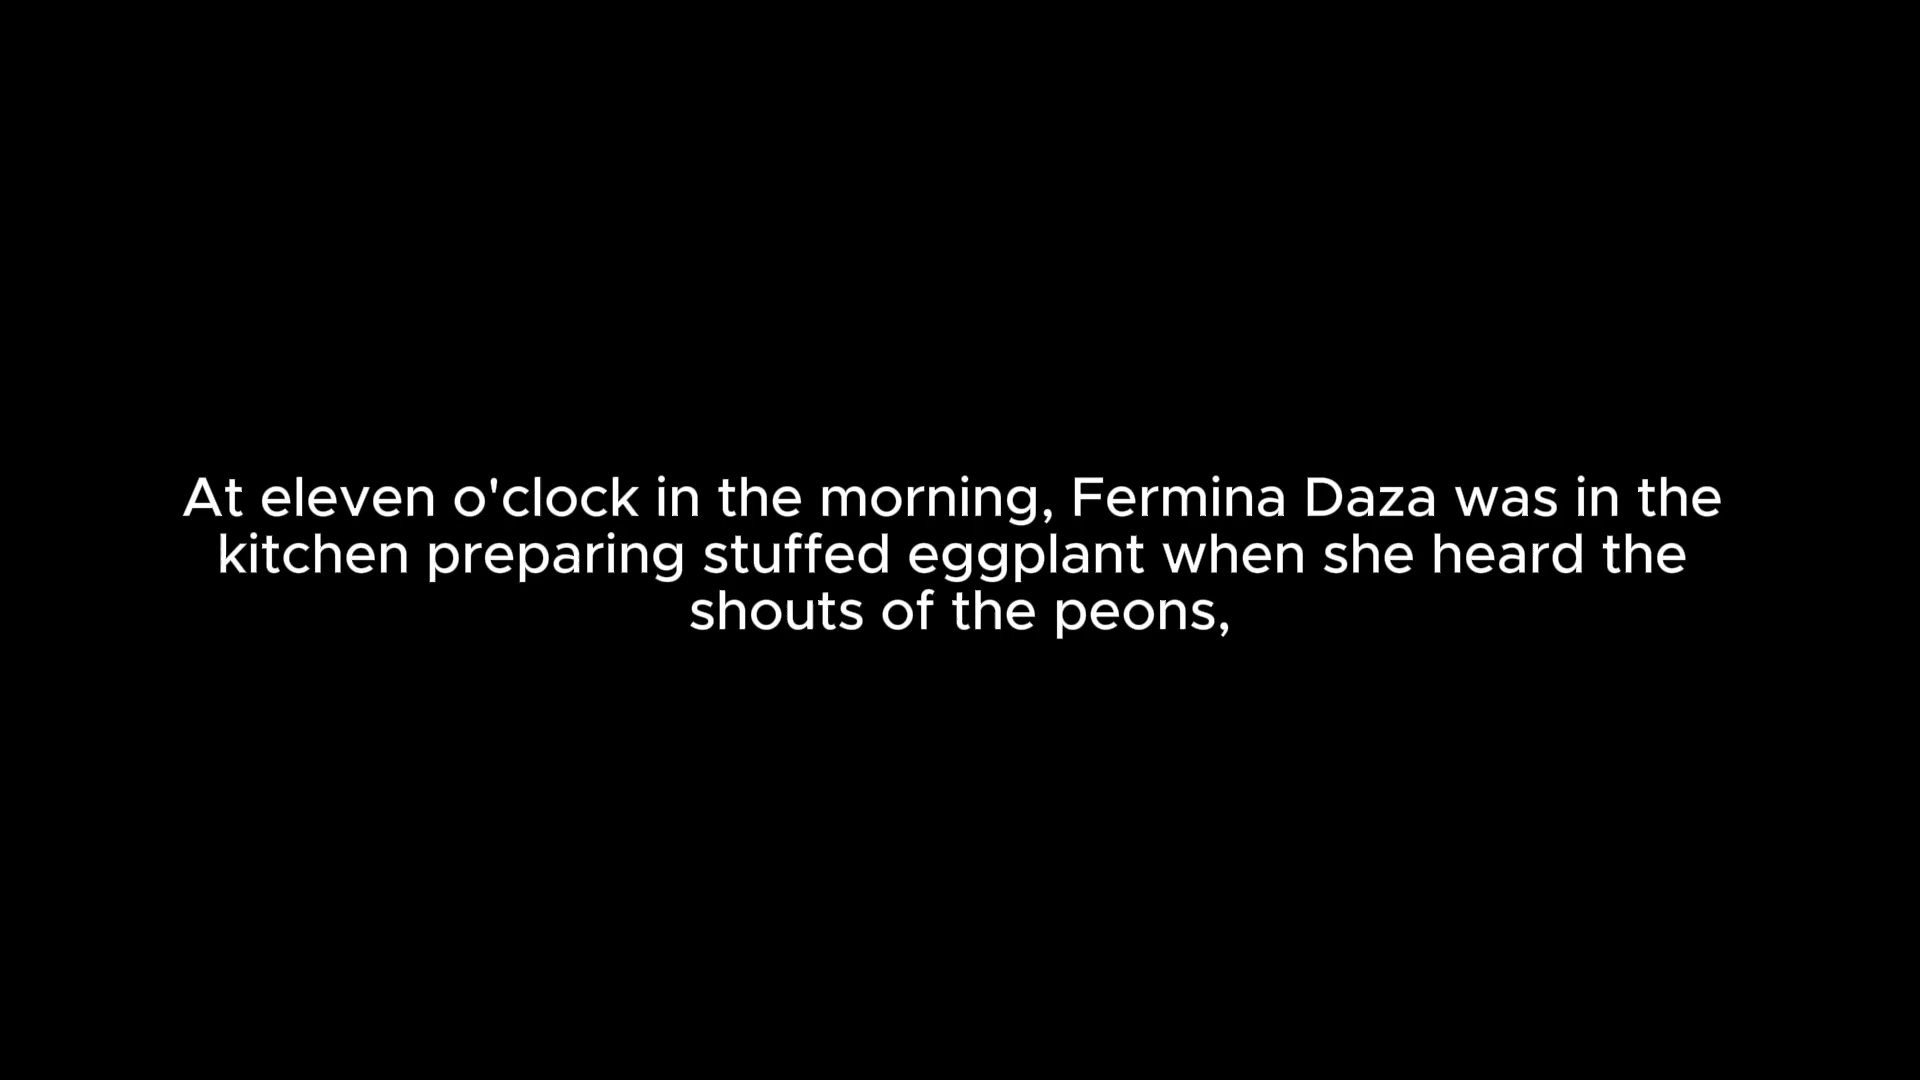 At eleven o'clock in the morning, Fermina Daza was in the
kitchen preparing stuffed eggplant when she heard the
shouts of the peons,